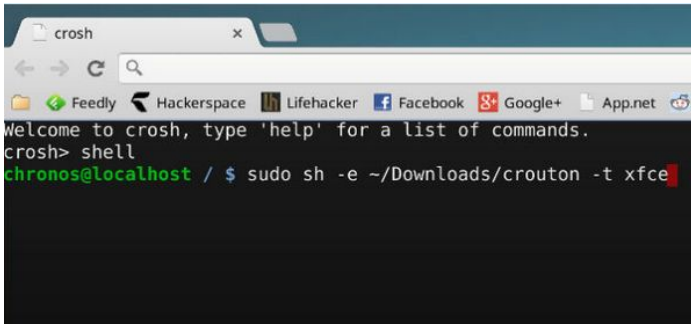 crosh ×
Feedly Hackerspace Lifehacker Facebook Google+ App.net
Welcome to crosh, type 'help' for a list of commands.
crosh> shell
chronos@localhost / $ sudo sh -e ~/Downloads/crouton -t xfce